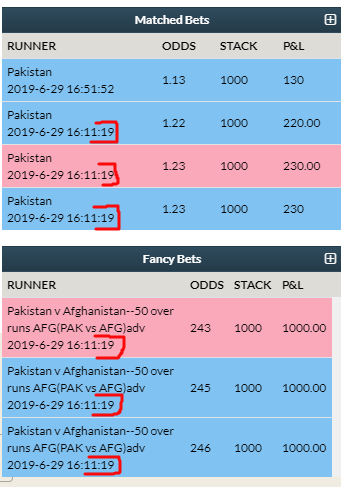 Matched Bets
RUNNER ODDS STACK P&L
Pakistan
2019-6-29 16:51:52 1.13 1000 130
Pakistan
2019-6-29 16:11:19 1.22 1000 220.00
Pakistan
2019-6-29 16:11:19 1.23 1000 230.00
Pakistan
2019-6-29 16:11:19 1.23 1000 230
Fancy Bets
RUNNER ODDS STACK P&L
Pakistan v Afghanistan--50 over
runs AFG(PAK vs AFG)adv 243 1000 1000.00
2019-6-29 16:11:19
Pakistan v Afghanistan--50 over
runs AFG(PAK vs AFG)adv 245 1000 1000.00
2019-6-29 16:11:19
Pakistan v Afghanistan--50 over
runs AFG(PAK vs AFG)adv 246 1000 1000.00
2019-6-29 16:11:19